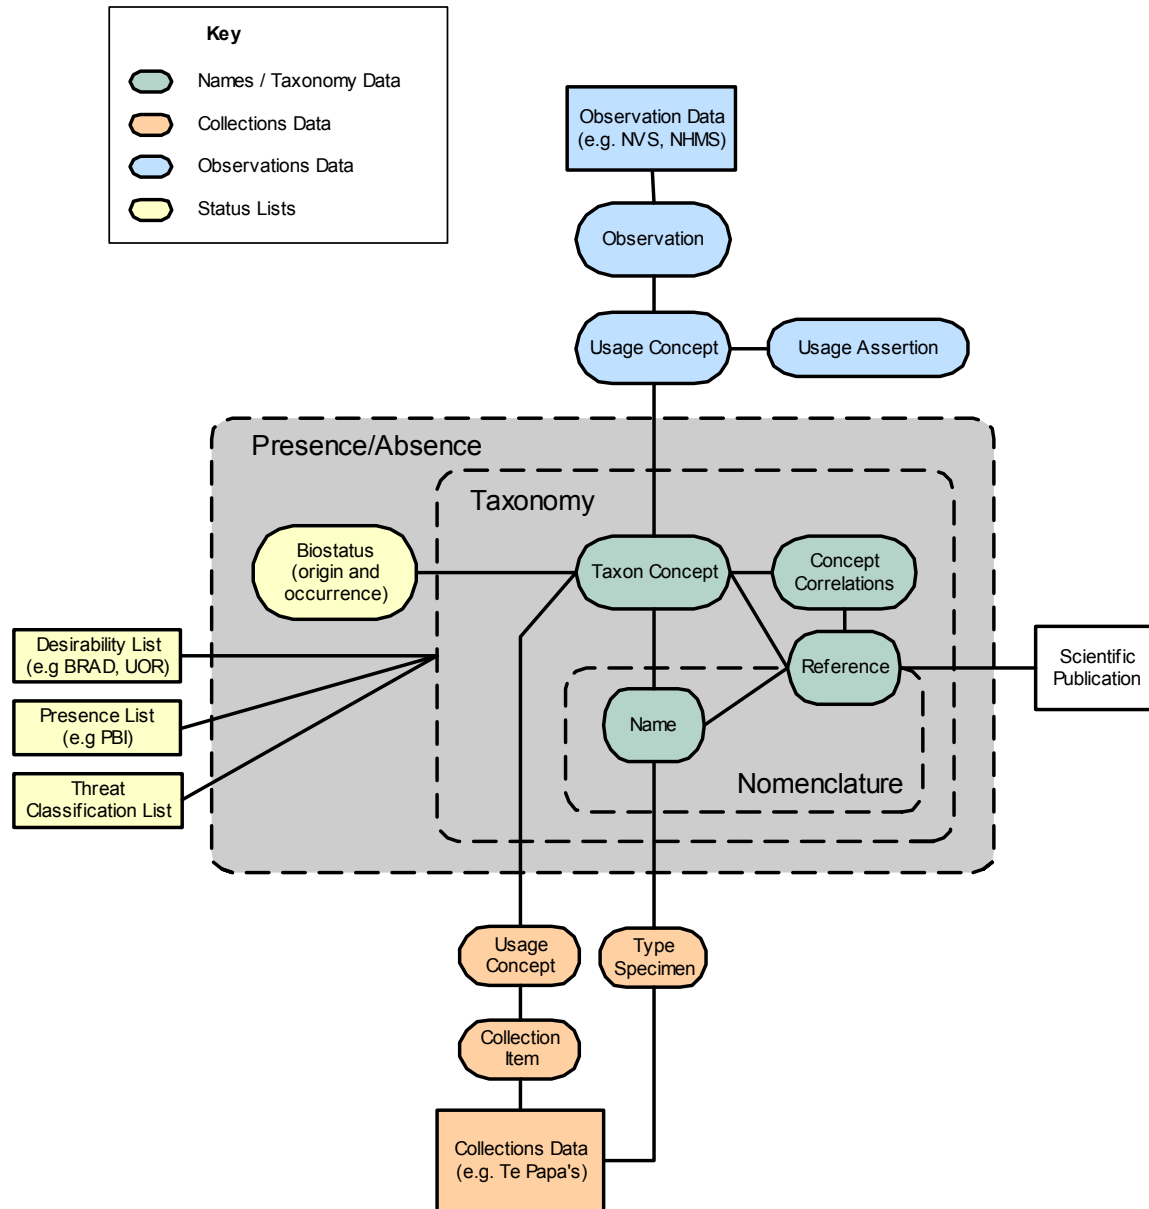 Key
Names / Taxonomy Data
Collections Data
Observations Data
Status Lists
Observation Data
(e.g. NVS, NHMS)
Observation
Usage Concept
Usage Assertion
Presence/Absence
Taxonomy
Biostatus
(origin and
occurrence)
Taxon Concept
Concept
Correlations
Desirability List
(e.g BRAD, UOR)
Reference
Scientific
Publication
Presence List
(e.g PBI)
Name
Threat
Classification List
Nomenclature
Usage
Concept
Type
Specimen
Collection
Item
Collections Data
(e.g. Te Papa's)